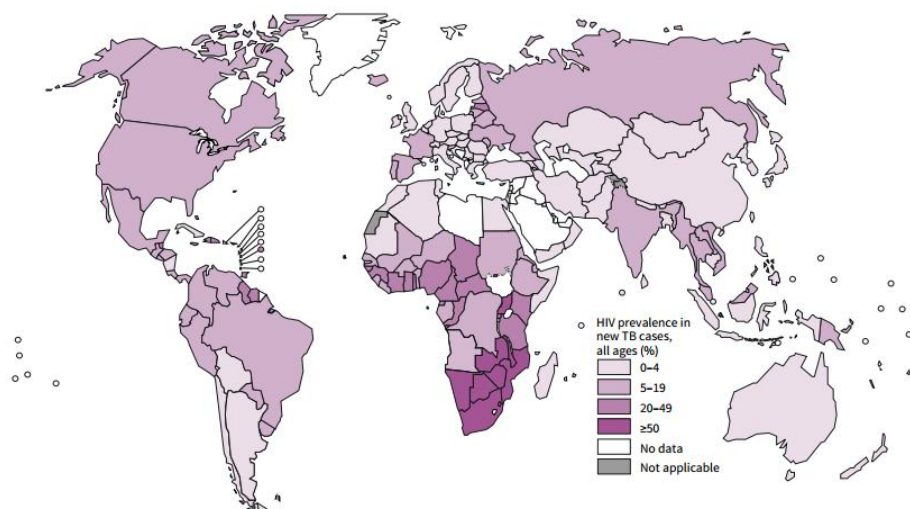 HIV prevalence in
new TB cases,
all ages (%)
0–4
5–19
20–49
≥50
No data
Not applicable